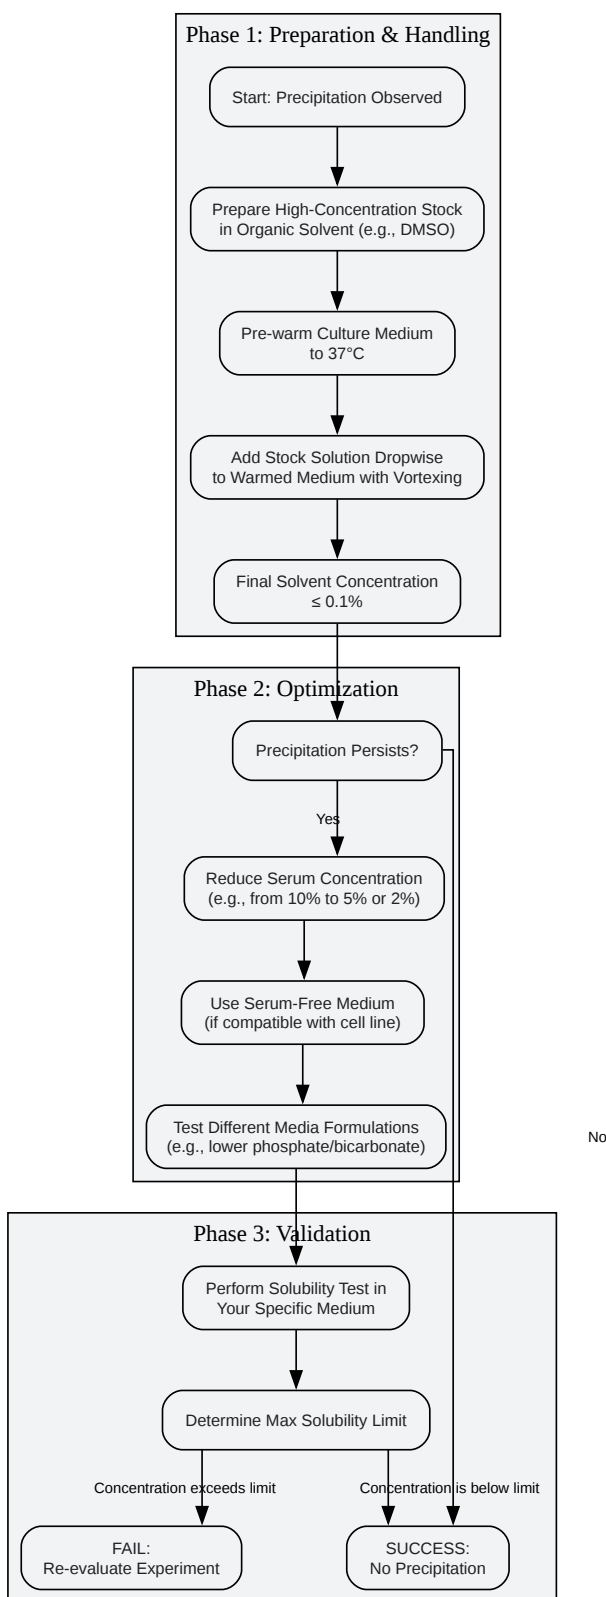 Phase 1: Preparation & Handling
Start: Precipitation Observed
Prepare High-Concentration Stock
in Organic Solvent (e.g., DMSO)
Pre-warm Culture Medium
to 37°C
Add Stock Solution Dropwise
to Warmed Medium with Vortexing
Final Solvent Concentration
≤ 0.1%
Phase 2: Optimization
Precipitation Persists?
Yes
Reduce Serum Concentration
(e.g., from 10% to 5% or 2%)
Use Serum-Free Medium
(if compatible with cell line)
Test Different Media Formulations
(e.g., lower phosphate/bicarbonate)
No
Phase 3: Validation
Perform Solubility Test in
Your Specific Medium
Determine Max Solubility Limit
Concentration exceeds limit
Concentration is below limit
FAIL:
Re-evaluate Experiment
SUCCESS:
No Precipitation